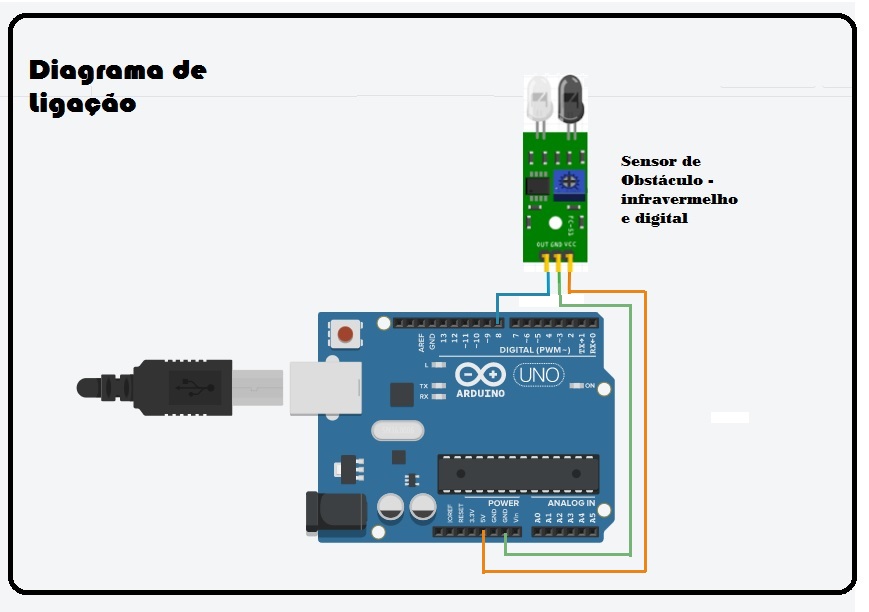 Diagrama de
Ligação
Sensor de
Obstáculo -
infravermelho
e digital
FC-51
OUT GND VCC
AREF
GND
13
12
~11
~10
~9
8
7
~6
~5
4
~3
2
TX→1
RX←0
DIGITAL (PWM~)
L
TX
RX
UNO
ON
ARDUINO
POWER
ANALOG IN
IOREF
RESET
3.3V
5V
GND
GND
Vin
A0
A1
A2
A3
A4
A5